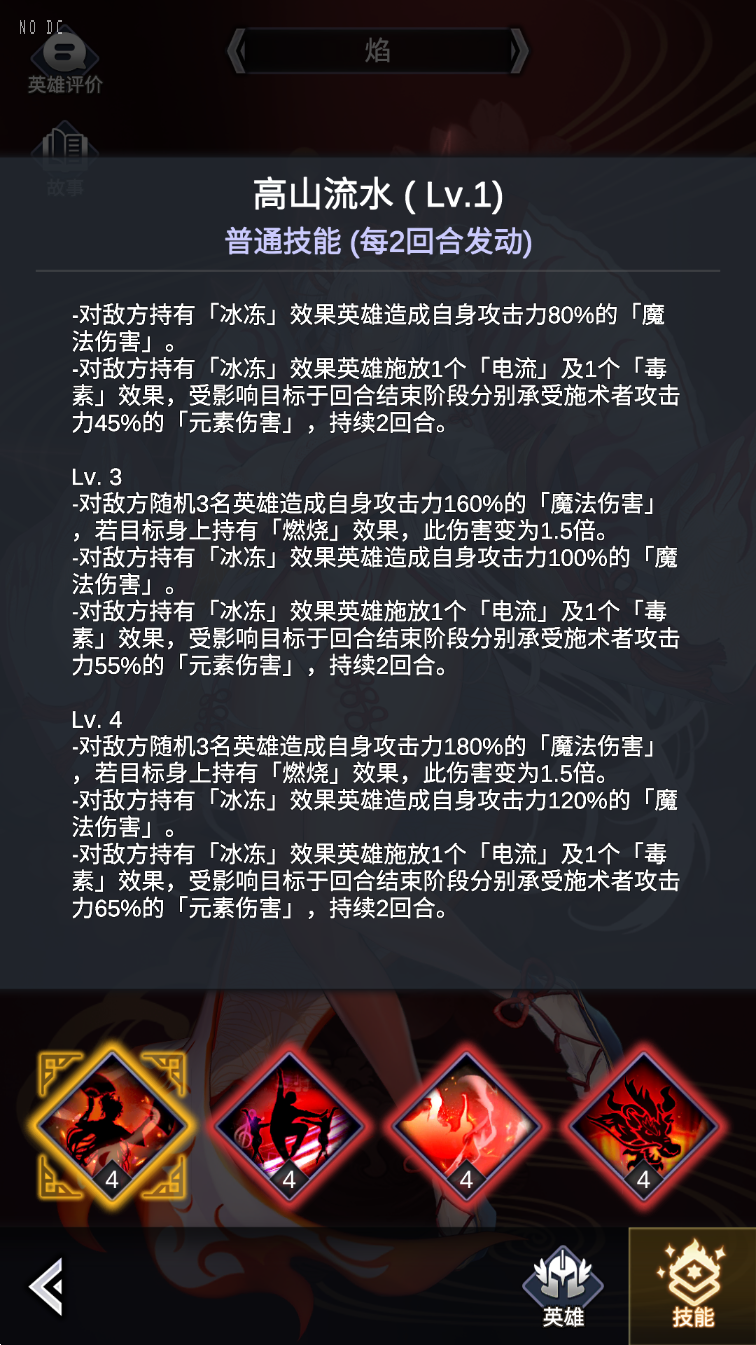 NO DC
英雄评价
焰
故事
高山流水 ( Lv.1)
普通技能 (每2回合发动)
-对敌方持有「冰冻」效果英雄造成自身攻击力80%的「魔
法伤害」。
-对敌方持有「冰冻」效果英雄施放1个「电流」及1个「毒
素」效果，受影响目标于回合结束阶段分别承受施术者攻击
力45%的「元素伤害」，持续2回合。
Lv. 3
-对敌方随机3名英雄造成自身攻击力160%的「魔法伤害」
，若目标身上持有「燃烧」效果，此伤害变为1.5倍。
-对敌方持有「冰冻」效果英雄造成自身攻击力100%的「魔
法伤害」。
-对敌方持有「冰冻」效果英雄施放1个「电流」及1个「毒
素」效果，受影响目标于回合结束阶段分别承受施术者攻击
力55%的「元素伤害」，持续2回合。
Lv. 4
-对敌方随机3名英雄造成自身攻击力180%的「魔法伤害」
，若目标身上持有「燃烧」效果，此伤害变为1.5倍。
-对敌方持有「冰冻」效果英雄造成自身攻击力120%的「魔
法伤害」。
-对敌方持有「冰冻」效果英雄施放1个「电流」及1个「毒
素」效果，受影响目标于回合结束阶段分别承受施术者攻击
力65%的「元素伤害」，持续2回合。
4 4 4 4
英雄 技能